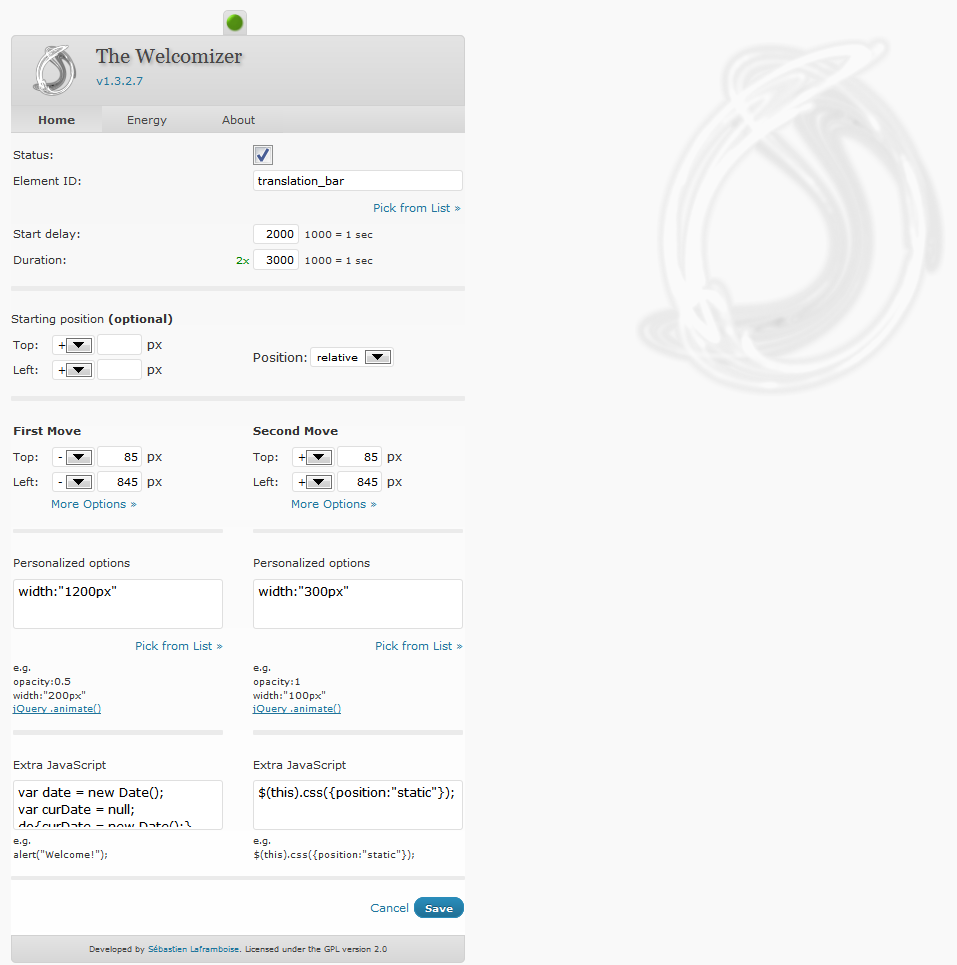 The Welcomizer
v1.3.2.7
Home Energy About
Status:
Element ID: translation_bar
Pick from List »
Start delay: 2000 1000 = 1 sec
Duration: 2x 3000 1000 = 1 sec
Starting position (optional)
Top: + px
Left: + px
Position: relative
First Move Second Move
Top: - 85 px Top: + 85 px
Left: - 845 px Left: + 845 px
More Options » More Options »
Personalized options Personalized options
width:"1200px" width:"300px"
Pick from List » Pick from List »
e.g. e.g.
opacity:0.5 opacity:1
width:"200px" width:"100px"
jQuery .animate() jQuery .animate()
Extra JavaScript Extra JavaScript
var date = new Date(); $(this).css({position:"static"});
var curDate = null;
do{curDate = new Date();}
e.g. e.g.
alert("Welcome!"); $(this).css({position:"static"});
Cancel Save
Developed by Sébastien Laframboise. Licensed under the GPL version 2.0